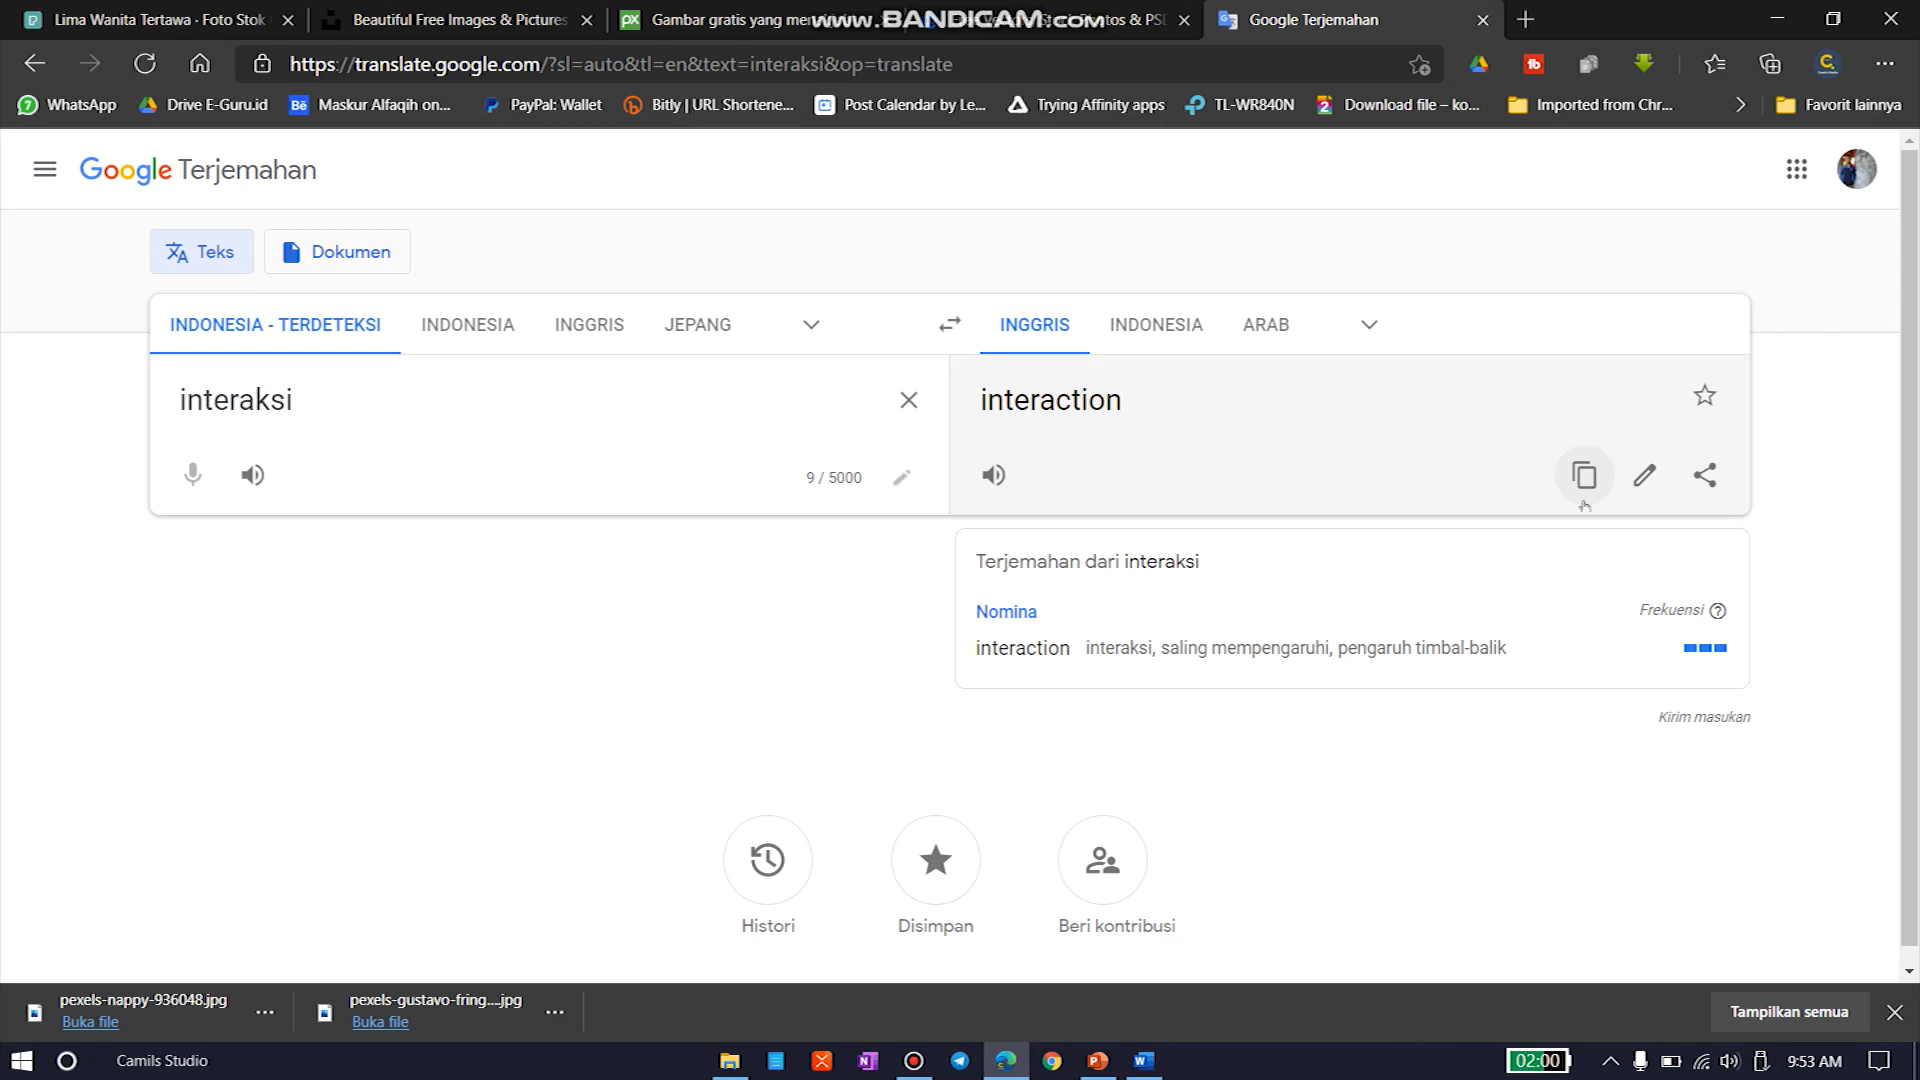 Lima Wanita Tertawa · Foto Stok
Beautiful Free Images & Pictures
px Gambar gratis yang me
www.BANDICAM.com
Google Terjemahan
https://translate.google.com/?sl=auto&tl=en&text=interaksi&op=translate
WhatsApp
Drive E-Guru.id
Bē Maskur Alfaqih on...
PayPal: Wallet
Bitly | URL Shortene...
Post Calendar by Le...
Trying Affinity apps
TL-WR840N
Download file – ko...
Imported from Chr...
Favorit lainnya
Google Terjemahan
Teks
Dokumen
INDONESIA - TERDETEKSI
INDONESIA
INGGRIS
JEPANG
INGGRIS
INDONESIA
ARAB
interaksi
interaction
9 / 5000
Terjemahan dari interaksi
Nomina
Frekuensi
interaction interaksi, saling mempengaruhi, pengaruh timbal-balik
Kirim masukan
Histori
Disimpan
Beri kontribusi
pexels-nappy-936048.jpg
Buka file
pexels-gustavo-fring....jpg
Buka file
Tampilkan semua
Camils Studio
02:00
9:53 AM